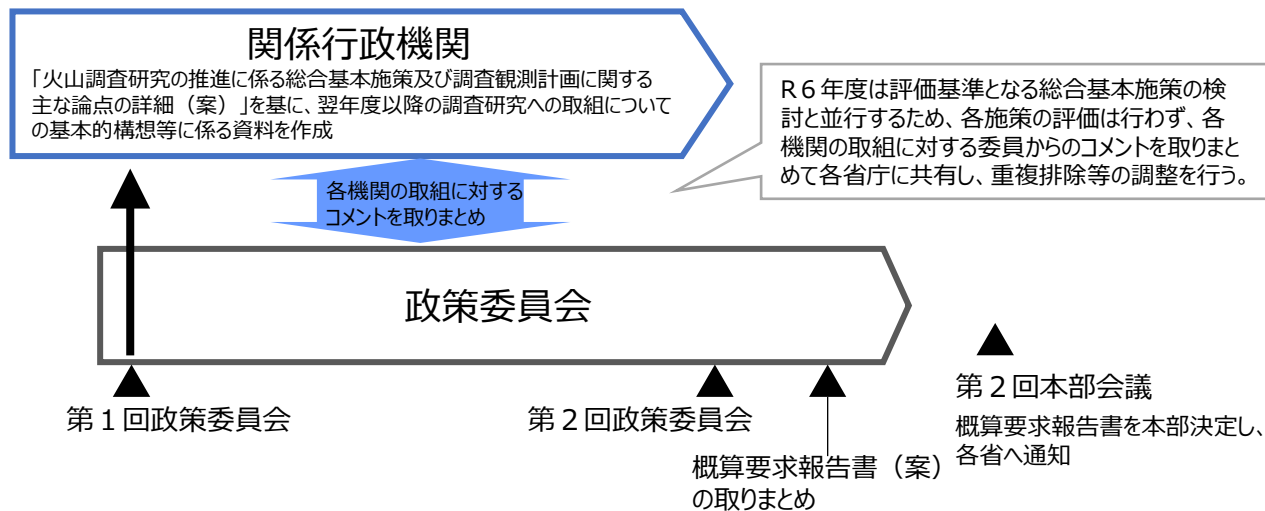 関係行政機関
「火山調査研究の推進に係る総合基本施策及び調査観測計画に関する
主な論点の詳細（案）」を基に、翌年度以降の調査研究への取組について
の基本的構想等に係る資料を作成
R６年度は評価基準となる総合基本施策の検
討と並行するため、各施策の評価は行わず、各
機関の取組に対する委員からのコメントを取りまと
めて各省庁に共有し、重複排除等の調整を行う。
各機関の取組に対する
コメントを取りまとめ
政策委員会
第１回政策委員会
第２回政策委員会
概算要求報告書（案）
の取りまとめ
第２回本部会議
概算要求報告書を本部決定し、
各省へ通知